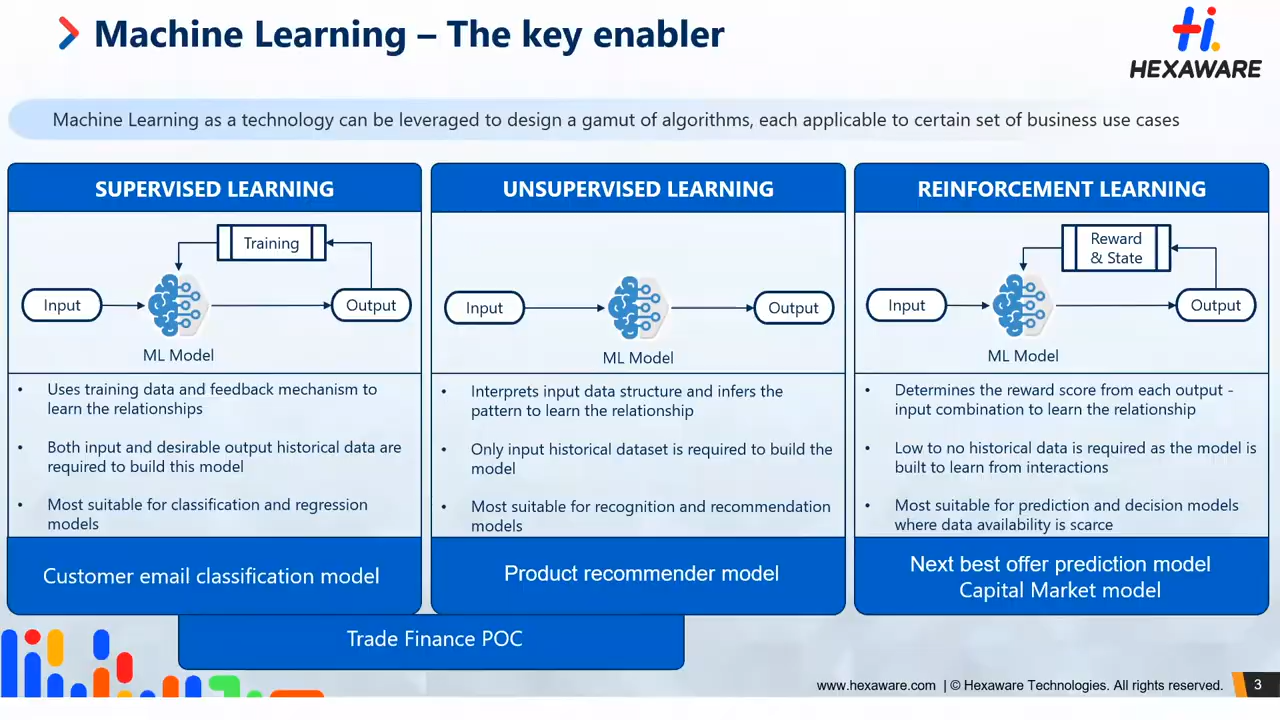 Machine Learning – The key enabler
HEXAWARE
Machine Learning as a technology can be leveraged to design a gamut of algorithms, each applicable to certain set of business use cases
SUPERVISED LEARNING
Training
Input
Output
ML Model
• Uses training data and feedback mechanism to
learn the relationships
• Both input and desirable output historical data are
required to build this model
• Most suitable for classification and regression
models
Customer email classification model
UNSUPERVISED LEARNING
Input
Output
ML Model
• Interprets input data structure and infers the
pattern to learn the relationship
• Only input historical dataset is required to build the
model
• Most suitable for recognition and recommendation
models
Product recommender model
REINFORCEMENT LEARNING
Reward
& State
Input
Output
ML Model
• Determines the reward score from each output -
input combination to learn the relationship
• Low to no historical data is required as the model is
built to learn from interactions
• Most suitable for prediction and decision models
where data availability is scarce
Next best offer prediction model
Capital Market model
Trade Finance POC
www.hexaware.com | © Hexaware Technologies. All rights reserved.
3